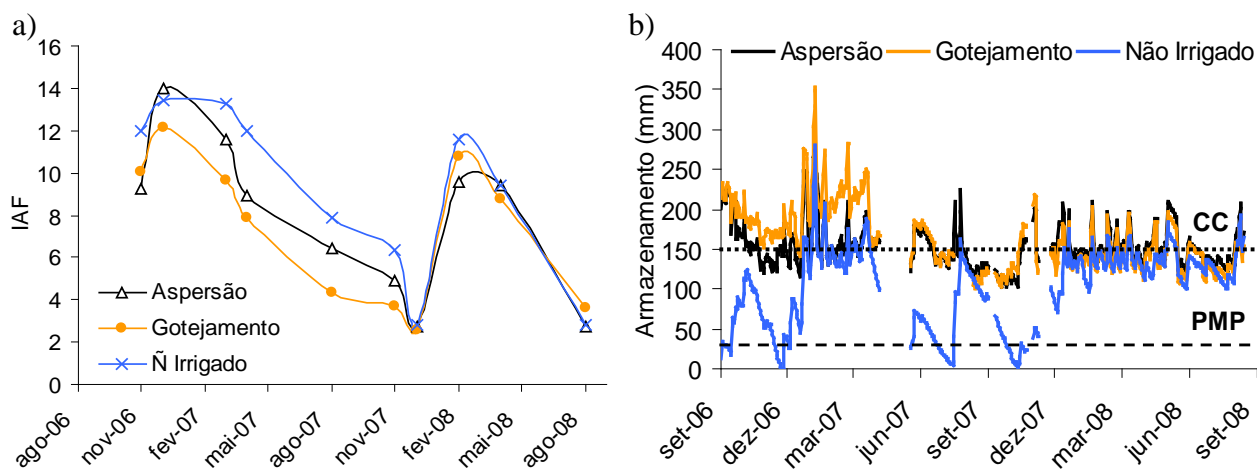 a)
16
14
12
10
8
6
4
2
0
IAF
Aspersão
Gotejamento
Ñ Irrigado
ago-06
nov-06
fev-07
mai-07
ago-07
nov-07
fev-08
mai-08
ago-08
b)
400
350
300
250
200
150
100
50
0
Armazenamento (mm)
Aspersão Gotejamento Não Irrigado
CC
PMP
set-06
dez-06
mar-07
jun-07
set-07
dez-07
mar-08
jun-08
set-08